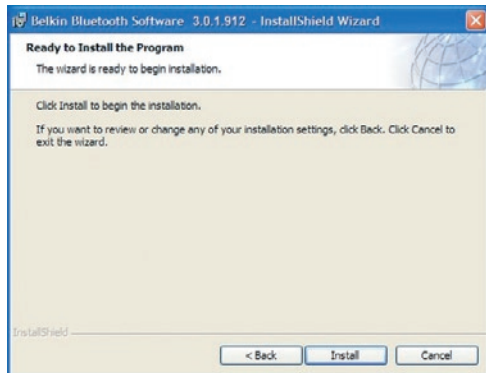 Belkin Bluetooth Software 3.0.1.912 - InstallShield Wizard
Ready to Install the Program
The wizard is ready to begin installation.
Click Install to begin the installation.
If you want to review or change any of your installation settings, click Back. Click Cancel to
exit the wizard.
InstallShield
< Back Install Cancel